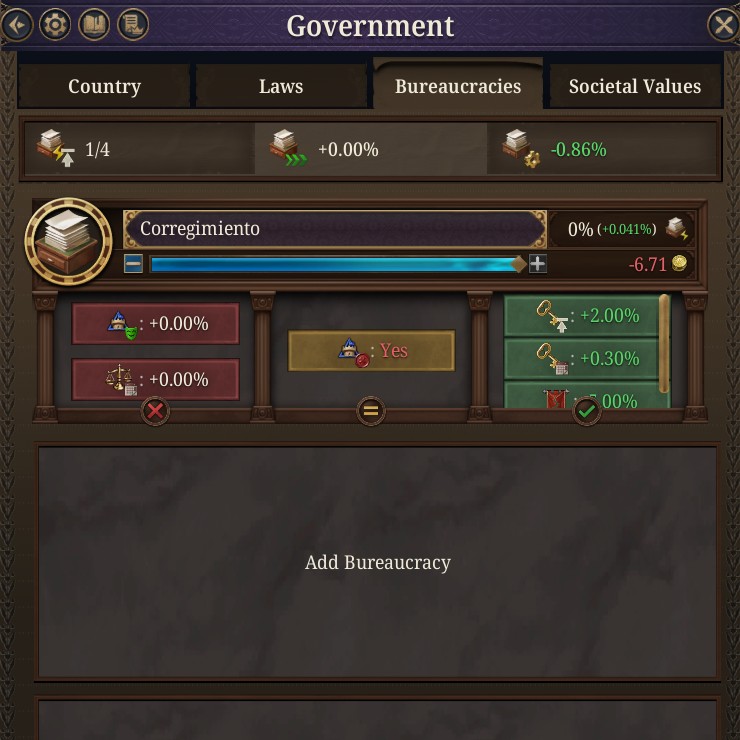 Government
Country
Laws
Bureaucracies
Societal Values
1/4
+0.00%
-0.86%
Corregimiento
0% (+0.041%)
-6.71
: +0.00%
: +0.00%
: Yes
: +2.00%
: +0.30%
Add Bureaucracy